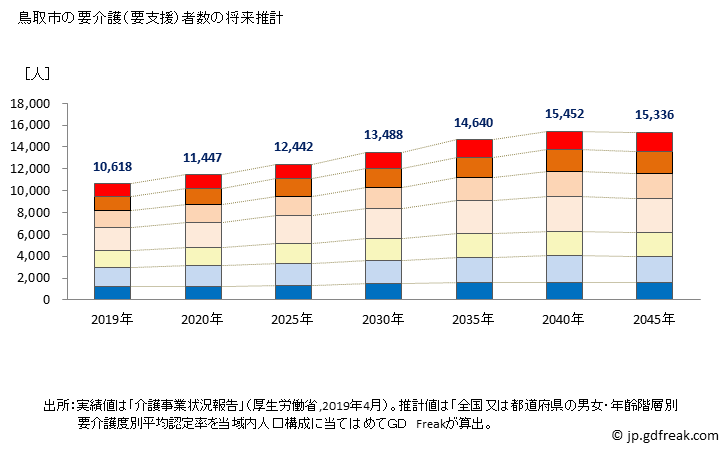 鳥取市の要介護(要支援)者数の将来推計
[人]
18,000
16,000
14,000
12,000
10,000
8,000
6,000
4,000
2,000
0
10,618
11,447
12,442
13,488
14,640
15,452
15,336
2019年
2020年
2025年
2030年
2035年
2040年
2045年
出所:実績値は「介護事業状況報告」(厚生労働省,2019年4月)。推計値は「全国又は都道府県の男女・年齢階層別
要介護度別平均認定率を当域内人口構成に当てはめてGD Freakが算出。
© jp.gdfreak.com